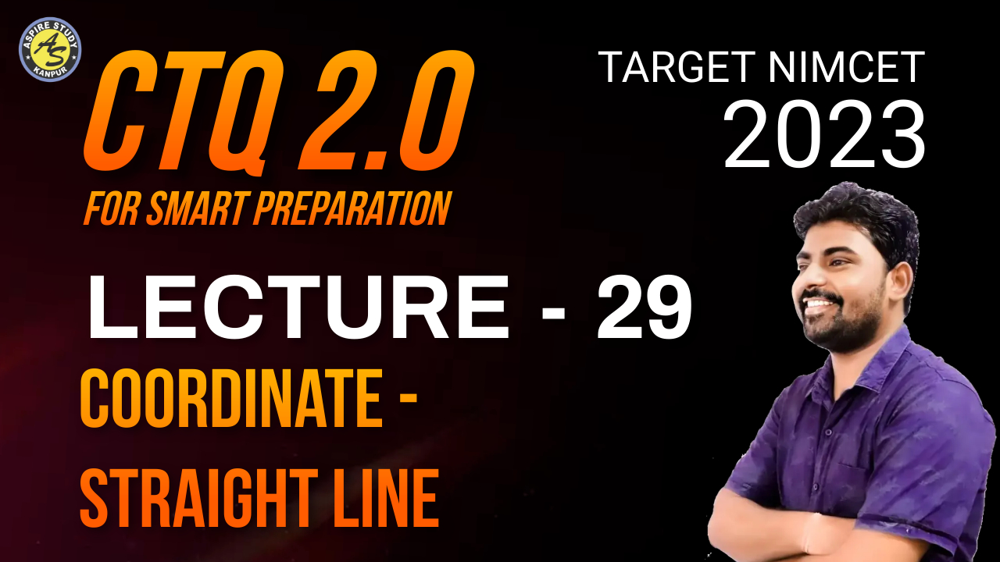 ASPIRE STUDY
AS
KANPUR
CTQ 2.0
FOR SMART PREPARATION
TARGET NIMCET
2023
LECTURE - 29
COORDINATE -
STRAIGHT LINE